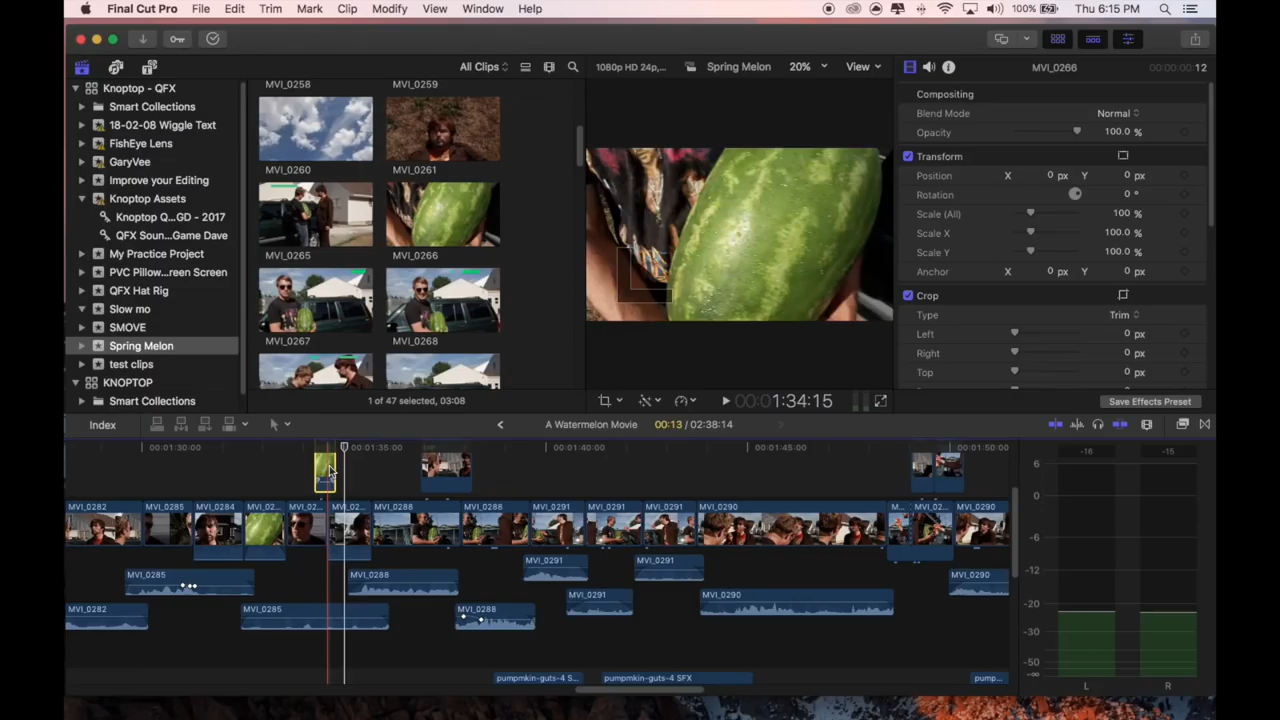 Final Cut Pro File Edit Trim Mark Clip Modify View Window Help 100% Thu 6:15 PM
All Clips 1080p HD 24p,... Spring Melon 20% View MVI_0266 00:00:00:12
Knoptop - QFX
Smart Collections
18-02-08 Wiggle Text
FishEye Lens
GaryVee
Improve your Editing
Knoptop Assets
Knoptop Q...GD - 2017
QFX Soun...Game Dave
My Practice Project
PVC Pillow...reen Screen
QFX Hat Rig
Slow mo
SMOVE
Spring Melon
test clips
KNOPTOP
Smart Collections
MVI_0258 MVI_0259
MVI_0260 MVI_0261
MVI_0265 MVI_0266
MVI_0267 MVI_0268
1 of 47 selected, 03:08
00:00:01:34:15
Compositing
Blend Mode Normal
Opacity 100.0 %
Transform
Position X 0 px Y 0 px
Rotation 0 °
Scale (All) 100 %
Scale X 100.0 %
Scale Y 100.0 %
Anchor X 0 px Y 0 px
Crop
Type Trim
Left 0 px
Right 0 px
Top 0 px
Save Effects Preset
Index A Watermelon Movie 00:13 / 02:38:14
00:01:30:00 00:01:35:00 00:01:40:00 00:01:45:00 00:01:50:00
MVI_0282 MVI_0285 MVI_0284 MVI_02... MVI_02... MVI_02... MVI_0288 MVI_0288 MVI_0291 MVI_0291 MVI_0291 MVI_0290 M... MVI_02... MVI_0290
MVI_0291 MVI_0291
MVI_0285 MVI_0288 MVI_0290
MVI_0291 MVI_0290
MVI_0282 MVI_0285 MVI_0288
pumpmkin-guts-4 S... pumpmkin-guts-4 SFX pump...
-16 -15
6
0
-6
-12
-20
-30
-50
-∞
L R